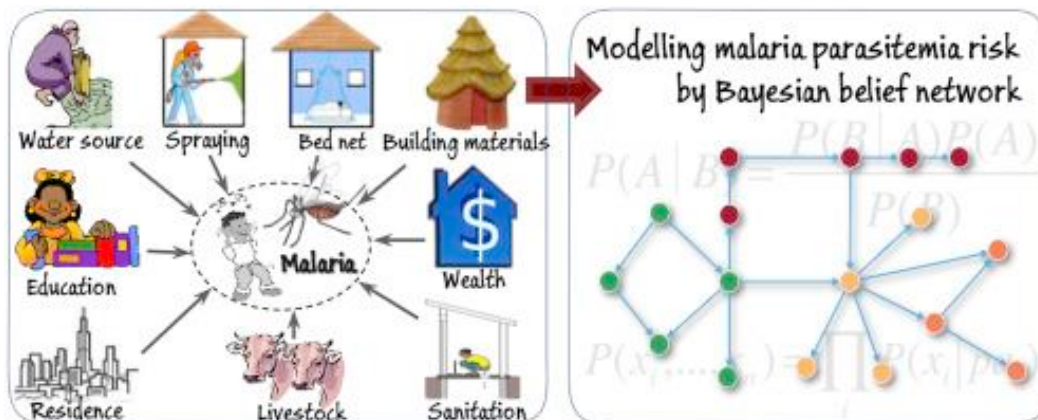 Water source
Spraying
Bed net
Building materials
Education
Malaria
$
Wealth
Residence
Livestock
Sanitation
Modelling malaria parasitemia risk
by Bayesian belief network
P(A | B) = P(B | A)P(A)
P(B)
P(x
) = ∏ P(x_i | p